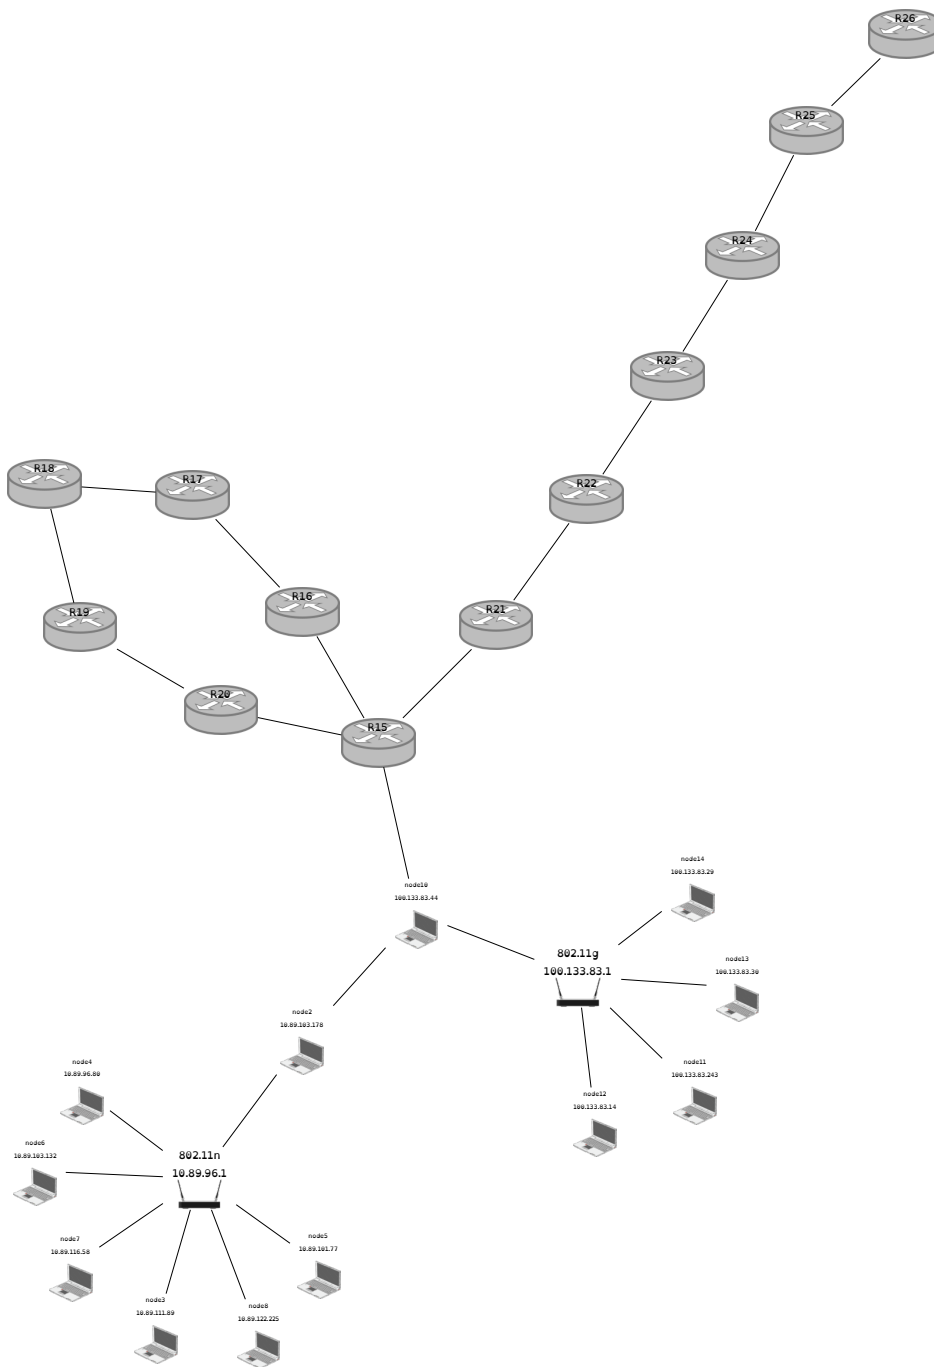 R26
R25
R24
R23
R18
R17
R22
R16
R19
R21
R20
R15
node14
100.133.83.29
node10
100.133.83.44
802.11g
100.133.83.1
node13
100.133.83.30
node2
10.89.103.178
node4
10.89.96.80
node11
100.133.83.243
node12
100.133.83.14
node6
10.89.103.132
802.11n
10.89.96.1
node7
10.89.116.58
node5
10.89.101.77
node3
10.89.111.89
node8
10.89.122.225